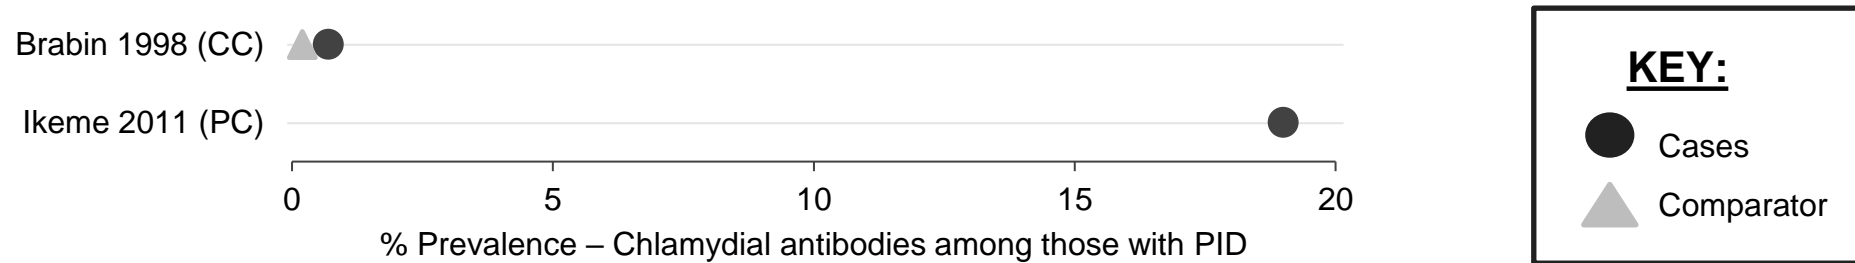 Brabin 1998 (CC)
Ikeme 2011 (PC)
0 5 10 15 20
% Prevalence – Chlamydial antibodies among those with PID
KEY:
Cases
Comparator